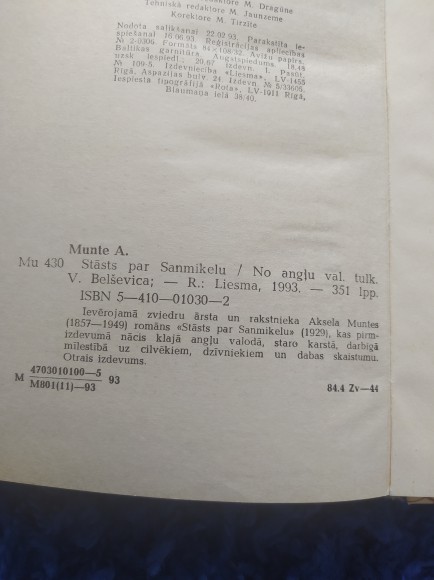 M. Dragūne
Tehniskā redaktore M. Jaunzeme
Korektore M. Tirzīte
Nodota salikšanai 22.02.93. Parakstīta ie-
spiešanai 16.06.93. Reģistrācijas apliecības
№ 2-0306. Formāts 84×108/32. Avīžu papīrs.
Baltikas garnitūra. Augstspiedums. 18,48
uzsk. iespiedl.; 20,67 izdevn. l. Pasūt.
№ 109-5. Izdevniecība «Liesma», LV-1455
Rīgā, Aspazijas bulv. 24. Izdevn. № 5/33605.
Iespiesta tipogrāfijā «Rota», LV-1011 Rīgā,
Blaumaņa ielā 38/40.
Munte A.
Mu 430 Stāsts par Sanmikelu / No angļu val. tulk.
V. Belševica; — R.: Liesma, 1993. — 351 lpp.
ISBN 5—410—01030—2
Ievērojamā zviedru ārsta un rakstnieka Aksela Muntes
(1857—1949) romāns «Stāsts par Sanmikelu» (1929), kas pirm-
izdevumā nācis klajā angļu valodā, staro karstā, darbīgā
mīlestībā uz cilvēkiem, dzīvniekiem un dabas skaistumu.
Otrais izdevums.
M 4703010100—5 93
M801(11)—93
84.4 Zv—44